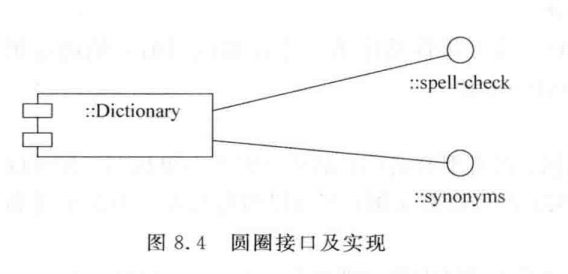 ::spell-check
::Dictionary
::synonyms
图 8.4 圆圈接口及实现